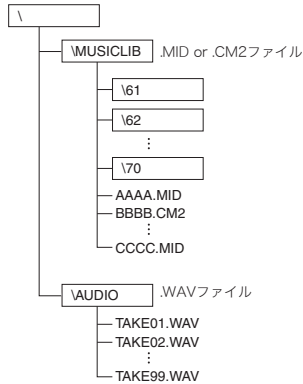 \
\MUSICLIB .MID or .CM2ファイル
\61
\62
⋮
\70
AAAA.MID
BBBB.CM2
⋮
CCCC.MID
\AUDIO .WAVファイル
TAKE01.WAV
TAKE02.WAV
⋮
TAKE99.WAV